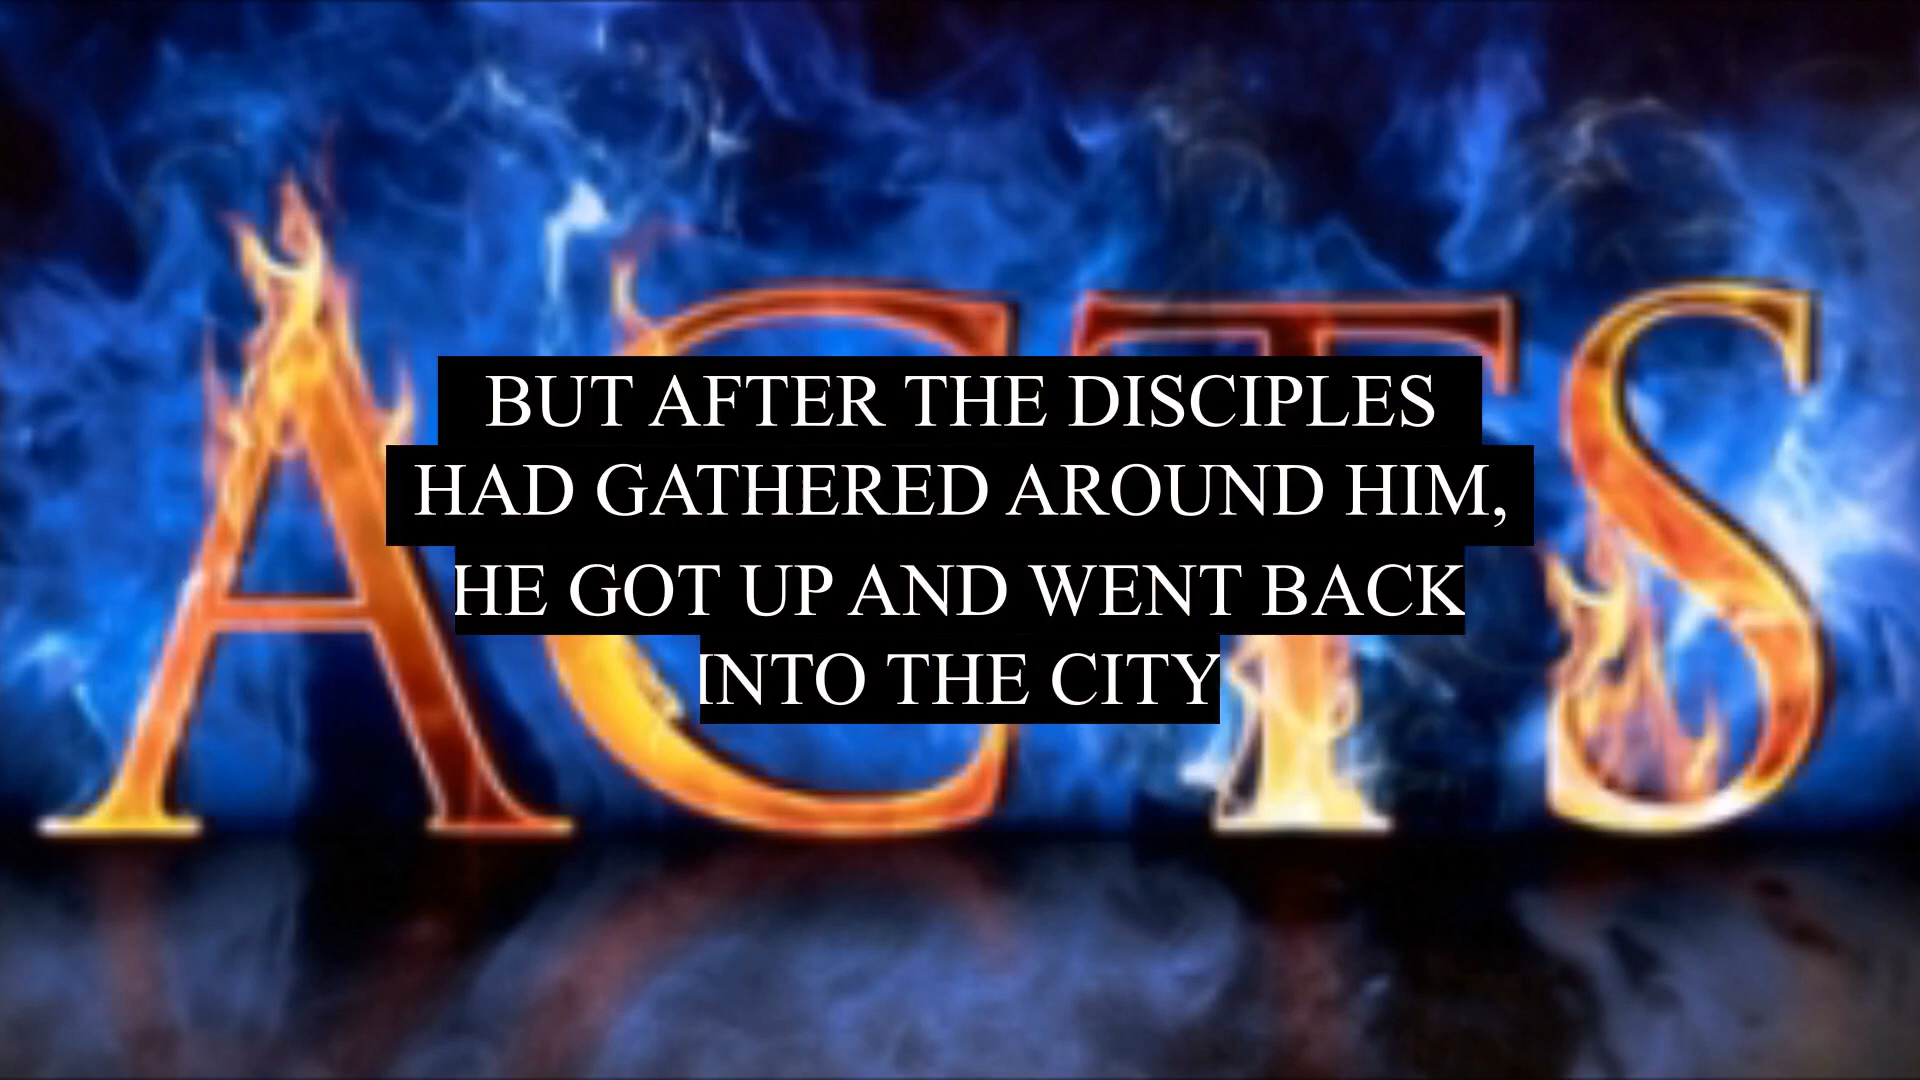 ACTS
BUT AFTER THE DISCIPLES
HAD GATHERED AROUND HIM,
HE GOT UP AND WENT BACK
INTO THE CITY